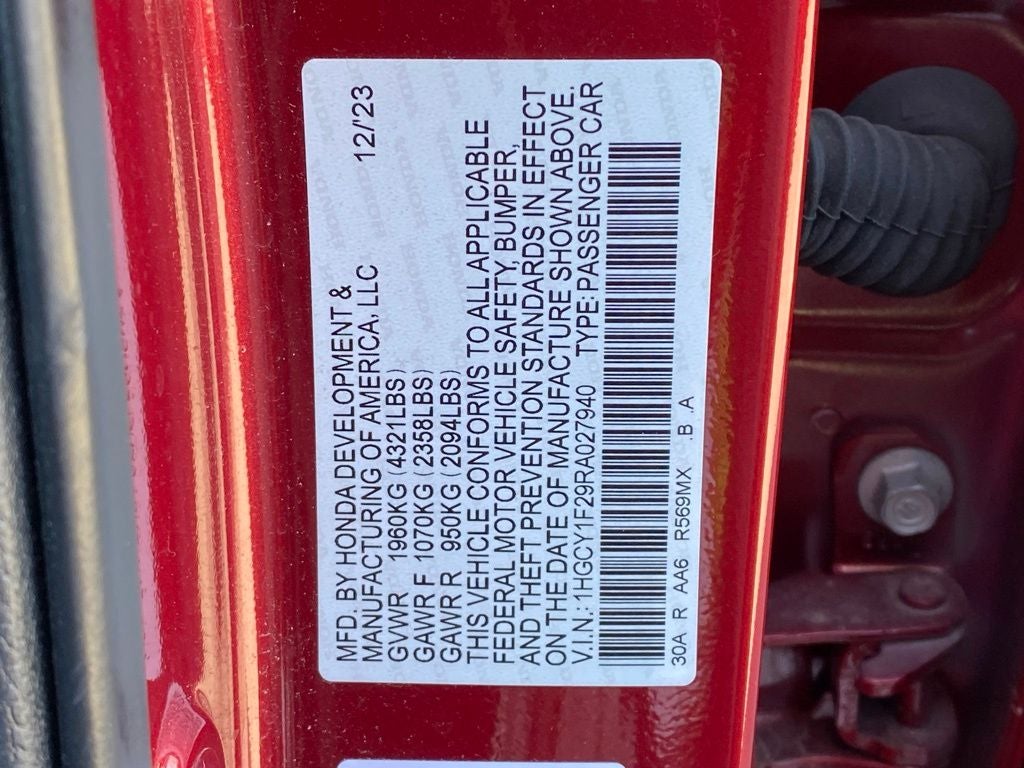 MFD. BY HONDA DEVELOPMENT & 12/'23
MANUFACTURING OF AMERICA, LLC
GVWR 1960KG (4321LBS)
GAWR F 1070KG (2358LBS)
GAWR R 950KG (2094LBS)
THIS VEHICLE CONFORMS TO ALL APPLICABLE
FEDERAL MOTOR VEHICLE SAFETY, BUMPER,
AND THEFT PREVENTION STANDARDS IN EFFECT
ON THE DATE OF MANUFACTURE SHOWN ABOVE.
V.I.N.: 1HGCY1F29RA027940 TYPE: PASSENGER CAR
30A R AA6 R569MX .B .A